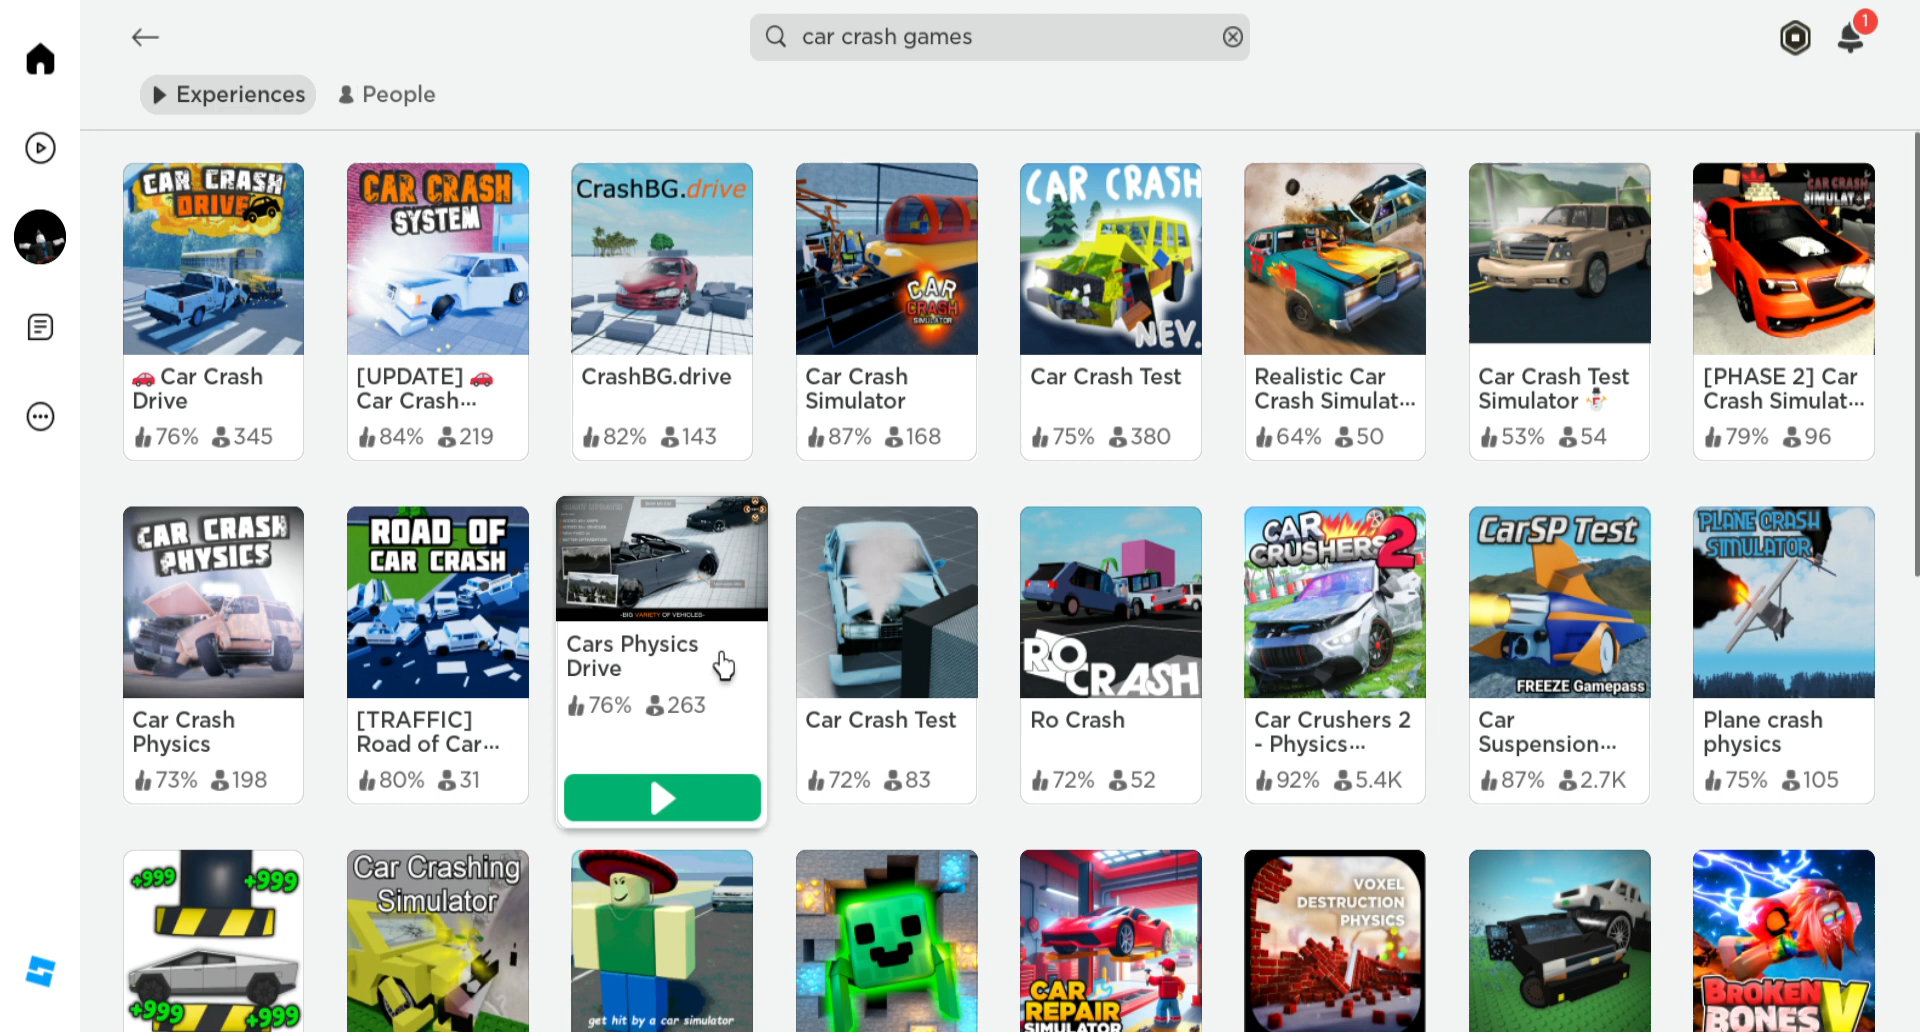 car crash games
1
Experiences
People
CAR CRASH
DRIVE
CAR CRASH
SYSTEM
CrashBG.drive
CAR
CRASH
SIMULATOR
CAR CRASH
NEV.
CAR CRASH
🚗 Car Crash
Drive
76% 345
[UPDATE] 🚗
Car Crash...
84% 219
CrashBG.drive
82% 143
Car Crash
Simulator
87% 168
Car Crash Test
75% 380
Realistic Car
Crash Simulat...
64% 50
Car Crash Test
Simulator ⛄
53% 54
[PHASE 2] Car
Crash Simulat...
79% 96
CAR CRASH
PHYSICS
ROAD OF
CAR CRASH
-BIG VARIETY OF VEHICLES-
RO
CRASH
CAR
CRUSHERS 2
CarSP Test
FREEZE Gamepass
PLANE CRASH
SIMULATOR
Car Crash
Physics
73% 198
[TRAFFIC]
Road of Car...
80% 31
Cars Physics
Drive
76% 263
Car Crash Test
72% 83
Ro Crash
72% 52
Car Crushers 2
- Physics...
92% 5.4K
Car
Suspension...
87% 2.7K
Plane crash
physics
75% 105
+999 +999
+999 +999
Car Crashing
Simulator
get hit by a car simulator
CAR
REPAIR
SIMULATOR
VOXEL
DESTRUCTION
PHYSICS
BROKEN
BONES V